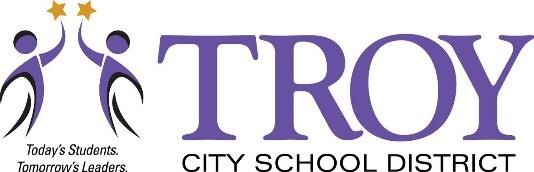 TROY
CITY SCHOOL DISTRICT
Today's Students.
Tomorrow's Leaders.